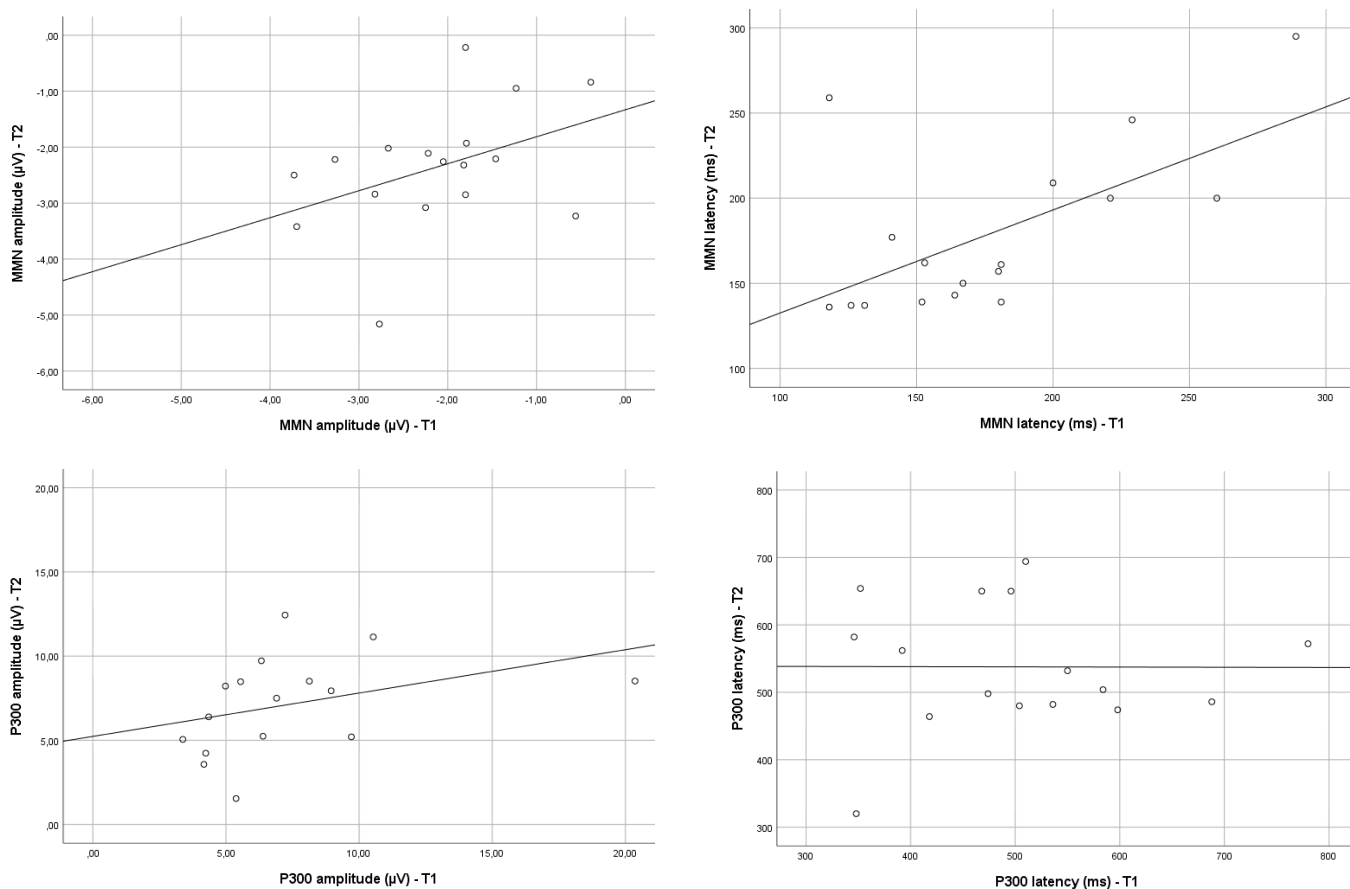 ,00
-1,00
-2,00
-3,00
-4,00
-5,00
-6,00
MMN amplitude (µV) - T2
-6,00 -5,00 -4,00 -3,00 -2,00 -1,00 ,00
MMN amplitude (µV) - T1
300
250
200
150
100
MMN latency (ms) - T2
100 150 200 250 300
MMN latency (ms) - T1
20,00
15,00
10,00
5,00
,00
P300 amplitude (µV) - T2
,00 5,00 10,00 15,00 20,00
P300 amplitude (µV) - T1
800
700
600
500
400
300
P300 latency (ms) - T2
300 400 500 600 700 800
P300 latency (ms) - T1